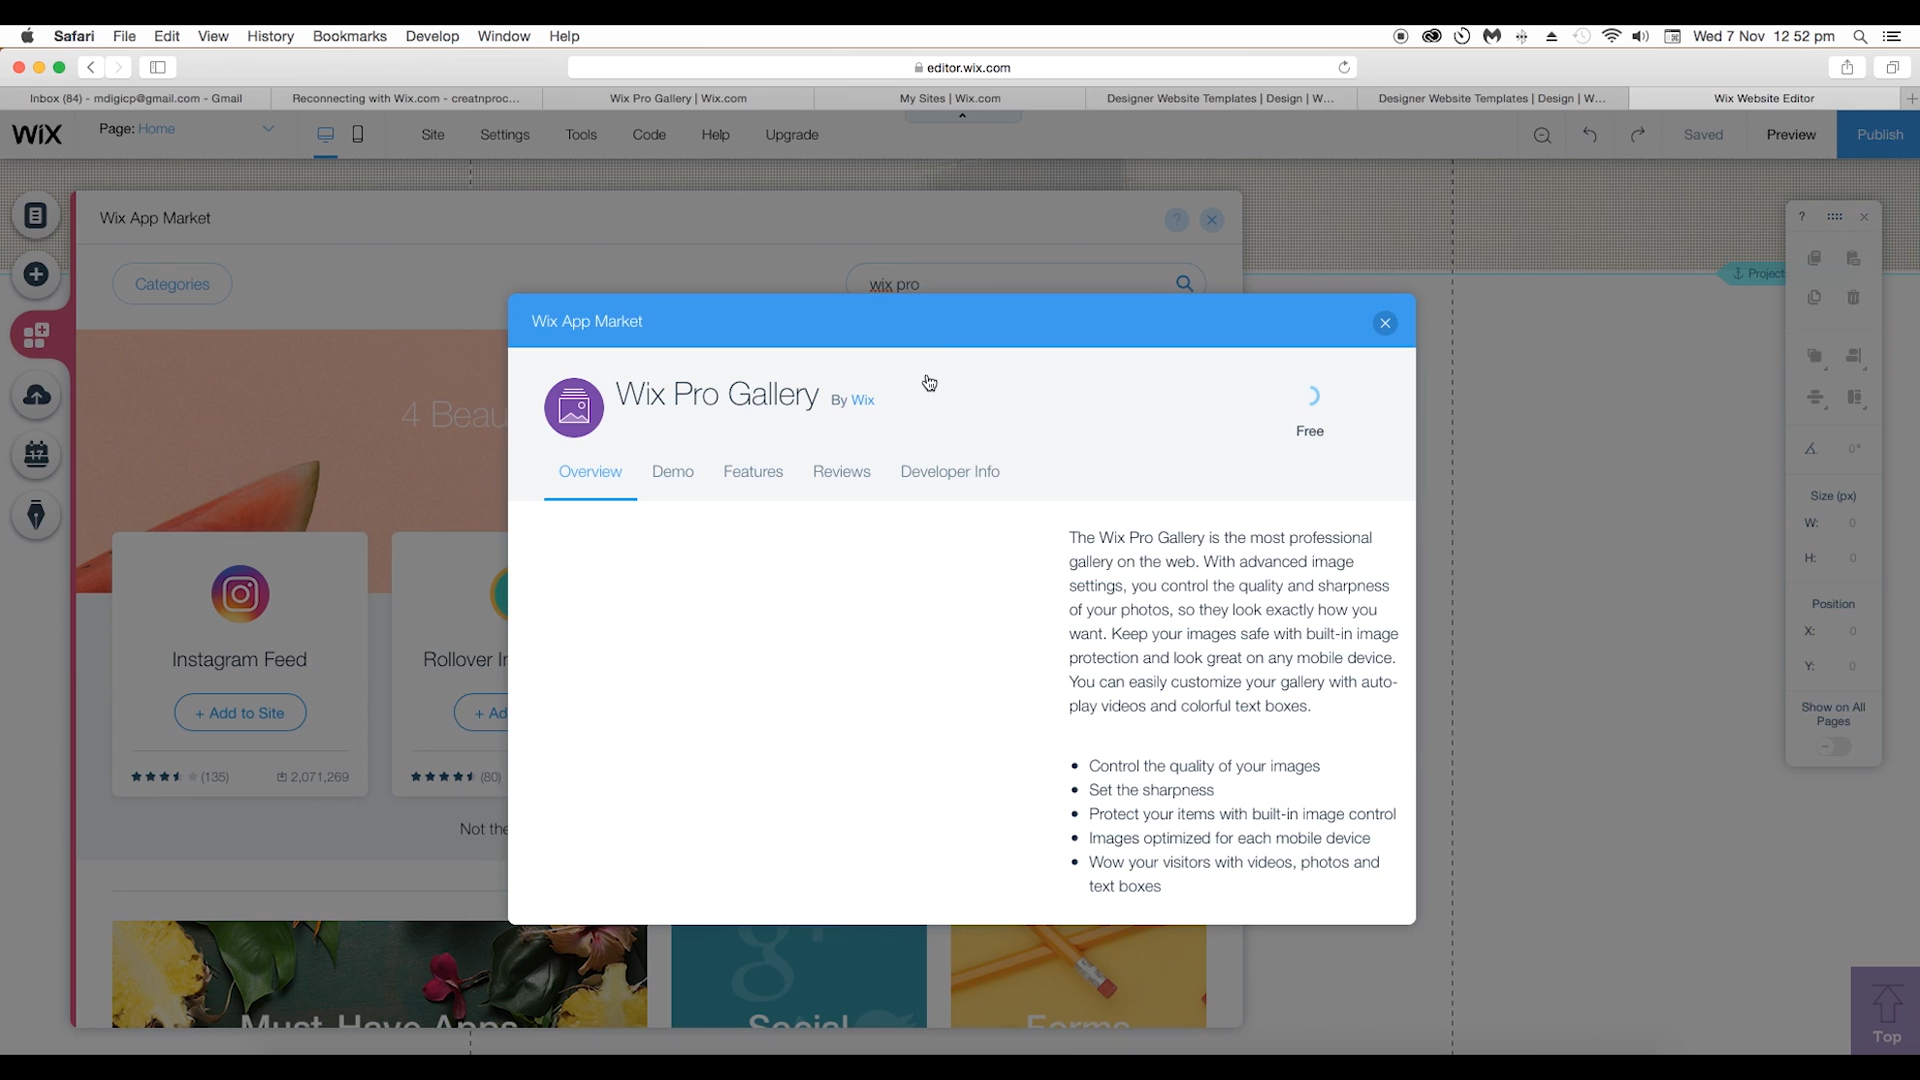 Safari File Edit View History Bookmarks Develop Window Help Wed 7 Nov 12 52 pm
editor.wix.com
Inbox (84) - mdigicp@gmail.com - Gmail Reconnecting with Wix.com - creatnproc... Wix Pro Gallery | Wix.com My Sites | Wix.com Designer Website Templates | Design | W... Designer Website Templates | Design | W... Wix Website Editor
WiX Page: Home Site Settings Tools Code Help Upgrade Saved Preview Publish
Wix App Market ?
? 
Categories wix pro
Project
Wix App Market
Wix Pro Gallery By Wix
Free
4 Beau
Overview Demo Features Reviews Developer Info
0°
Size (px)
W: 0
H: 0
Position
X: 0
Y: 0
Show on All
Pages
17
The Wix Pro Gallery is the most professional
gallery on the web. With advanced image
settings, you control the quality and sharpness
of your photos, so they look exactly how you
want. Keep your images safe with built-in image
protection and look great on any mobile device.
You can easily customize your gallery with auto-
play videos and colorful text boxes.
• Control the quality of your images
• Set the sharpness
• Protect your items with built-in image control
• Images optimized for each mobile device
• Wow your visitors with videos, photos and
text boxes
Instagram Feed
+ Add to Site
(135) 2,071,269
Rollover In
+ Ad
(80)
Not the
Must-Have Apps
g+
Social
Forms
Top